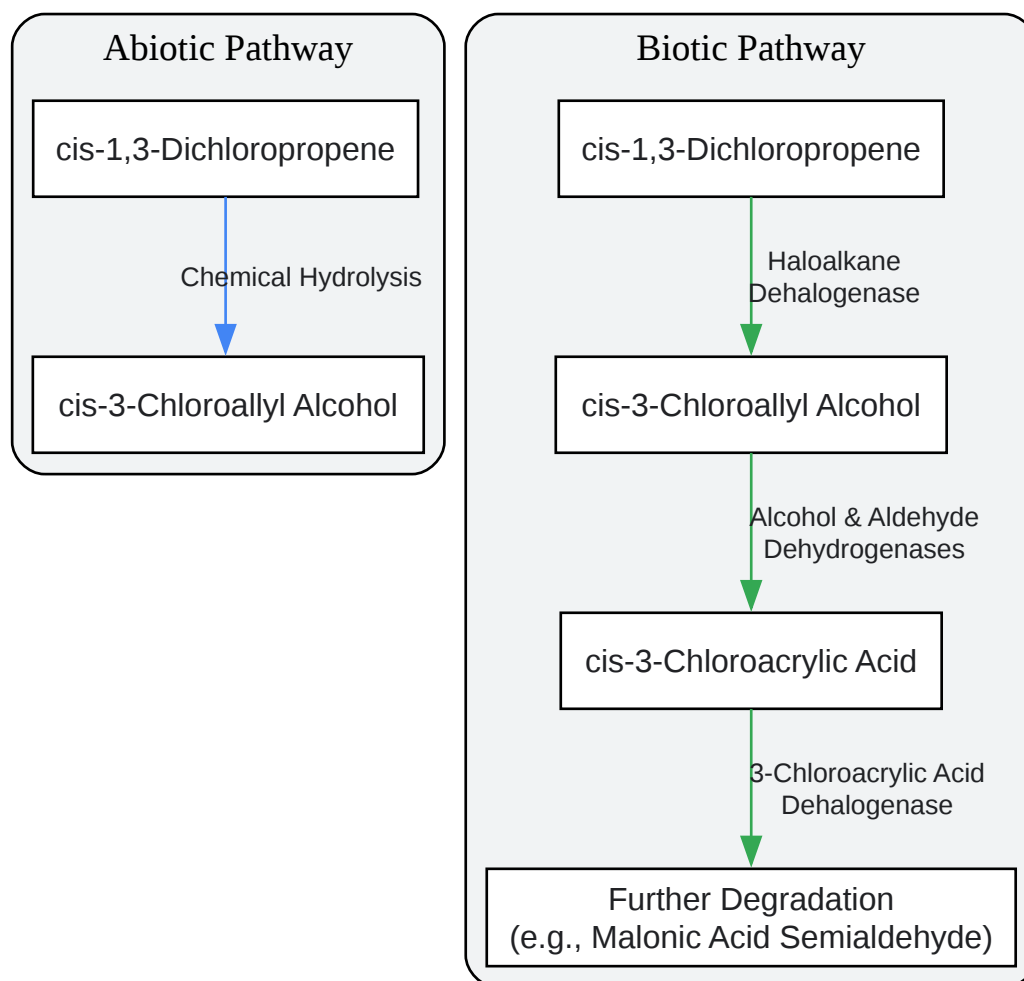 Abiotic Pathway
cis-1,3-Dichloropropene
Chemical Hydrolysis
cis-3-Chloroallyl Alcohol
Biotic Pathway
cis-1,3-Dichloropropene
Haloalkane
Dehalogenase
cis-3-Chloroallyl Alcohol
Alcohol & Aldehyde
Dehydrogenases
cis-3-Chloroacrylic Acid
3-Chloroacrylic Acid
Dehalogenase
Further Degradation
(e.g., Malonic Acid Semialdehyde)